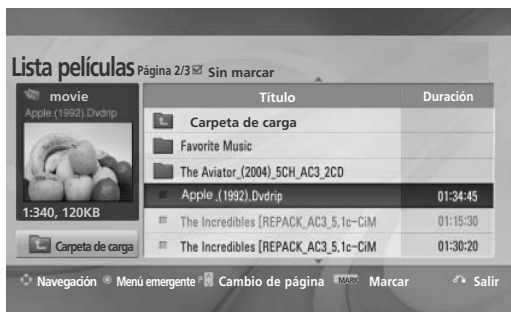 Lista películas Página 2/3 Sin marcar
movie
Apple.(1992).Dvdrip
1:340, 120KB
Carpeta de carga
Título Duración
Carpeta de carga
Favorite Music
The Aviator_(2004)_5CH_AC3_2CD
Apple .(1992).Dvdrip 01:34:45
The Incredibles [REPACK_AC3_5.1c-CiM 01:15:30
The Incredibles [REPACK_AC3_5.1c-CiM 01:30:20
Navegación Menú emergente P Cambio de página MARK Marcar Salir